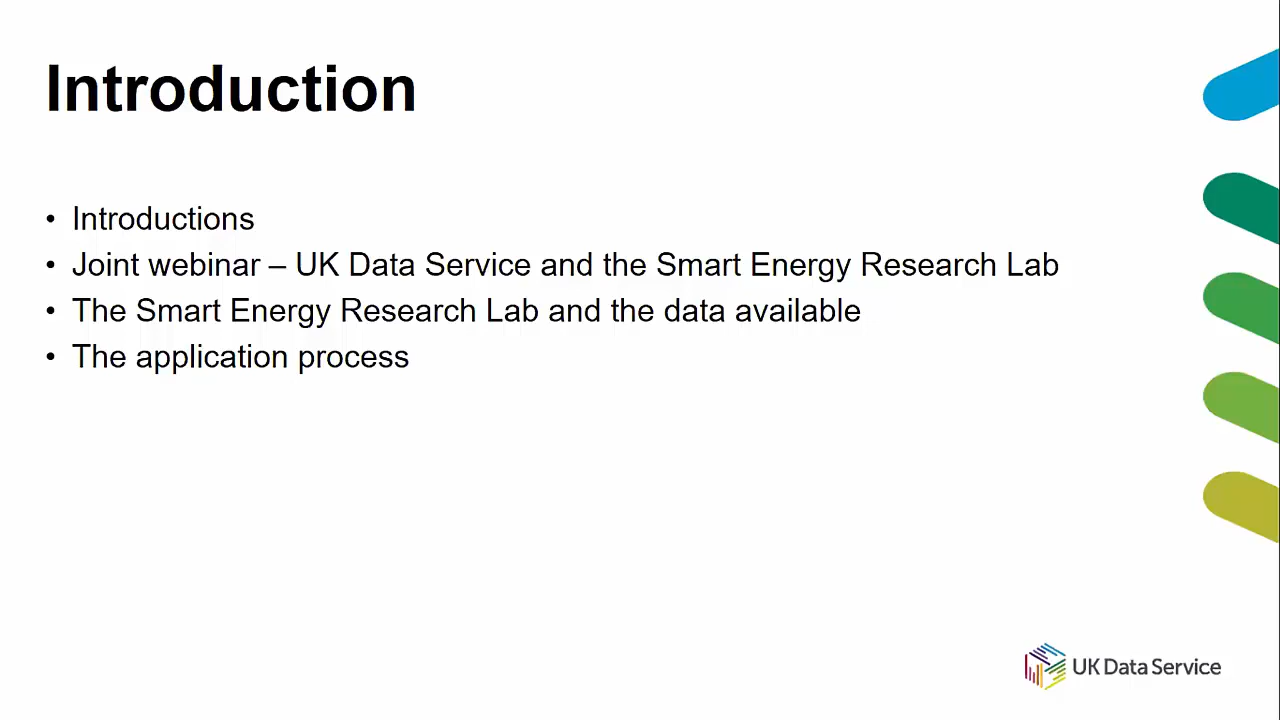 Introduction
• Introductions
• Joint webinar – UK Data Service and the Smart Energy Research Lab
• The Smart Energy Research Lab and the data available
• The application process
UK Data Service